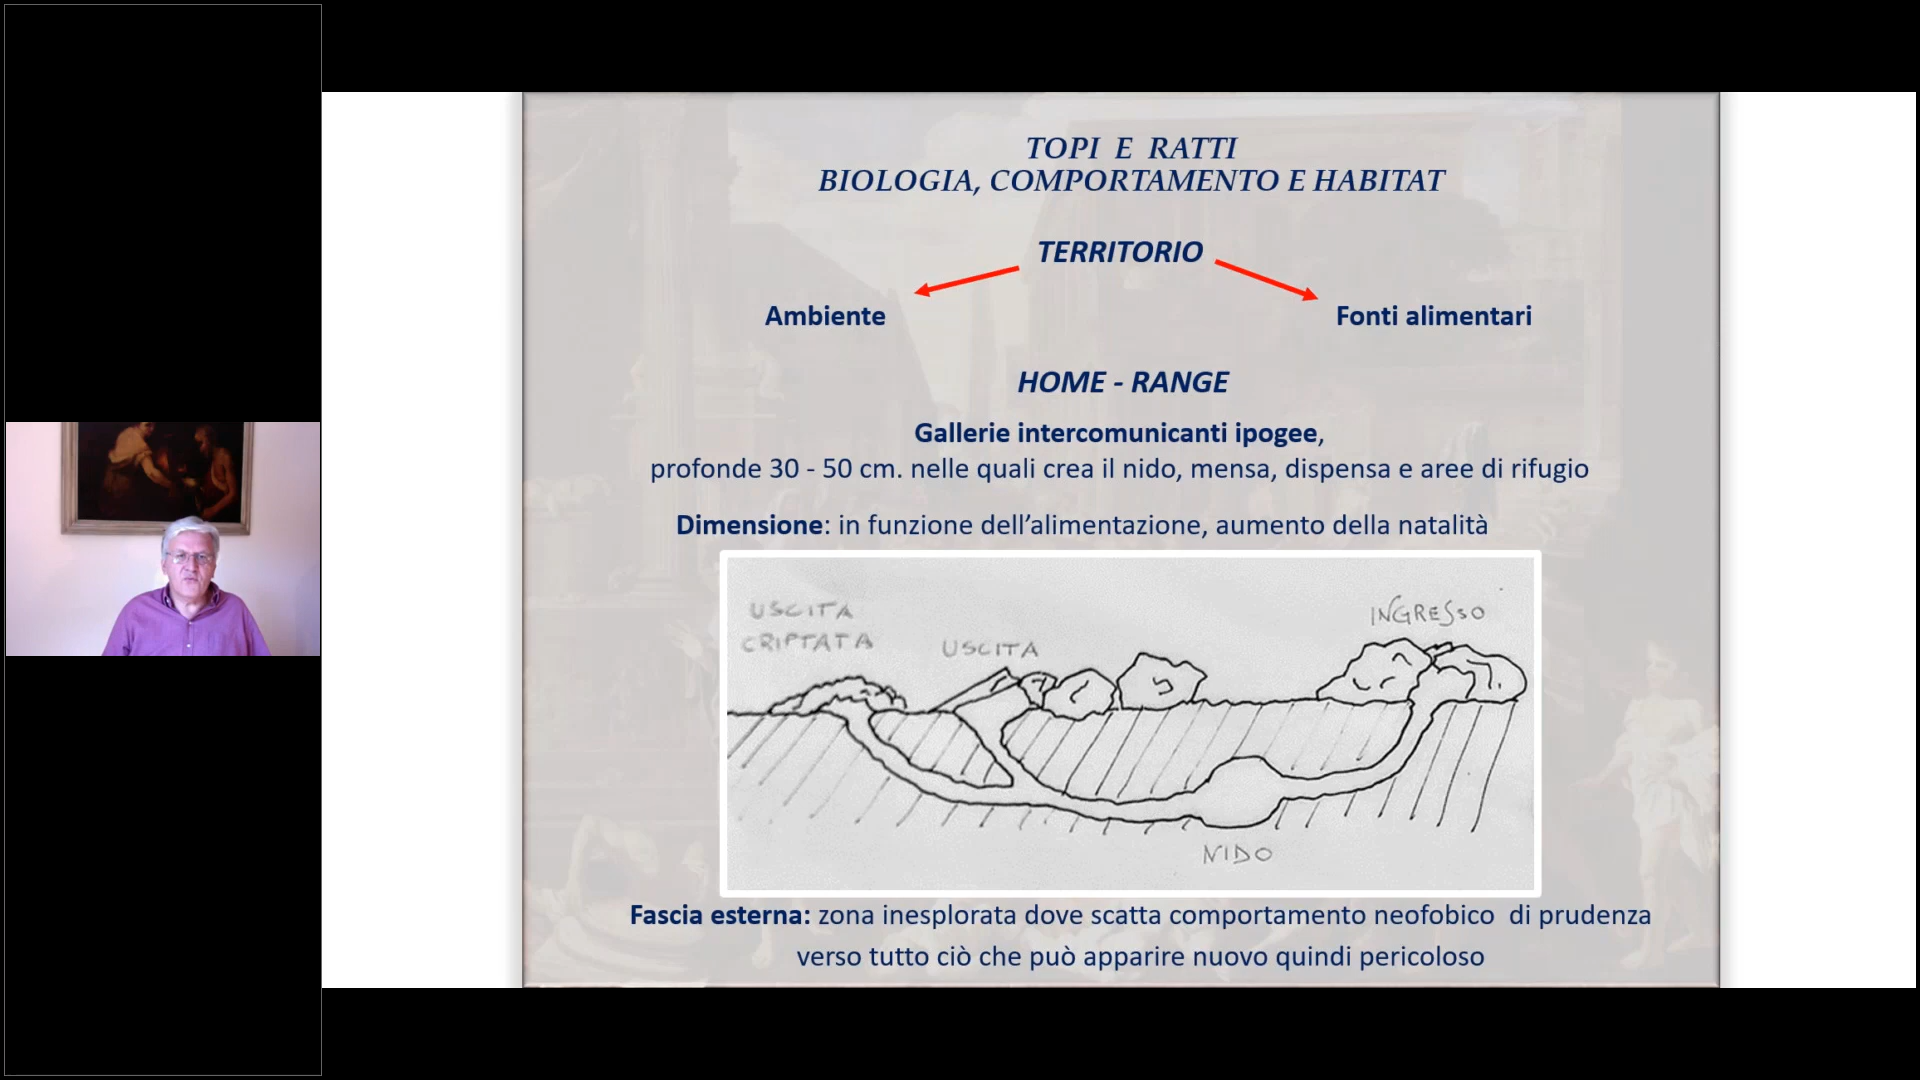 TOPI E RATTI
BIOLOGIA, COMPORTAMENTO E HABITAT
TERRITORIO
Ambiente
Fonti alimentari
HOME - RANGE
Gallerie intercomunicanti ipogee,
profonde 30 - 50 cm. nelle quali crea il nido, mensa, dispensa e aree di rifugio
Dimensione: in funzione dell’alimentazione, aumento della natalità
USCITA
CRIPTATA
USCITA
INGRESSO
NIDO
Fascia esterna: zona inesplorata dove scatta comportamento neofobico di prudenza
verso tutto ciò che può apparire nuovo quindi pericoloso